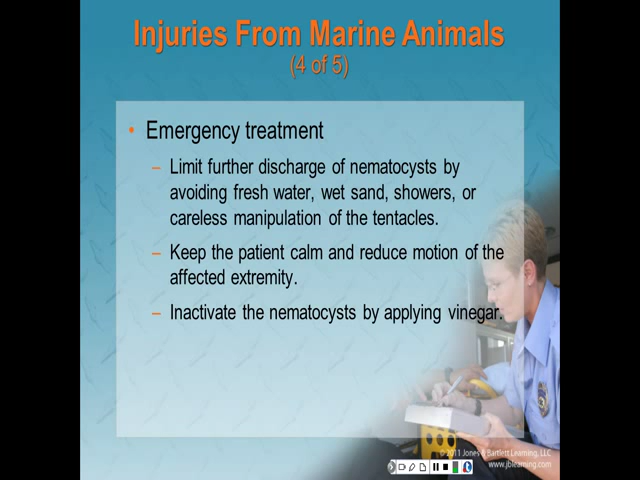 Injuries From Marine Animals
(4 of 5)
• Emergency treatment
– Limit further discharge of nematocysts by
avoiding fresh water, wet sand, showers, or
careless manipulation of the tentacles.
– Keep the patient calm and reduce motion of the
affected extremity.
– Inactivate the nematocysts by applying vinegar.
© 2011 Jones & Bartlett Learning, LLC
www.jblearning.com